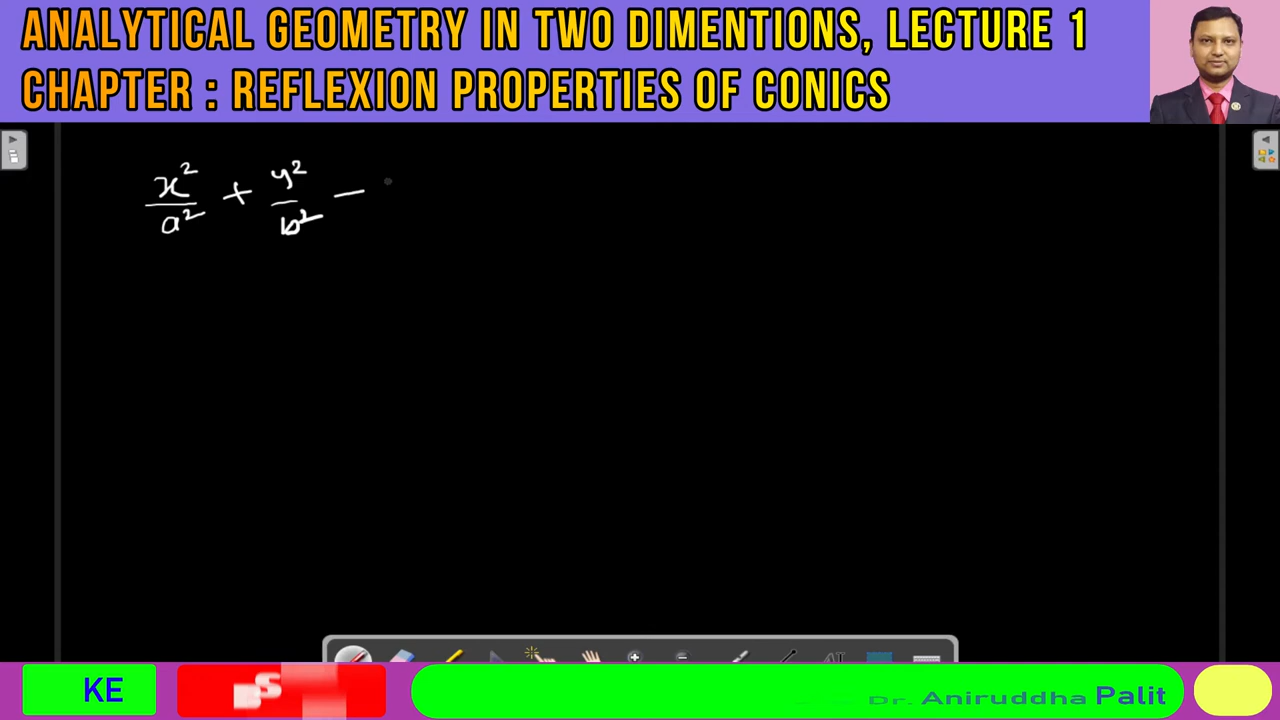 ANALYTICAL GEOMETRY IN TWO DIMENTIONS, LECTURE 1
CHAPTER : REFLEXION PROPERTIES OF CONICS
x²/a² + y²/b² −
KE
Dr. Aniruddha Palit